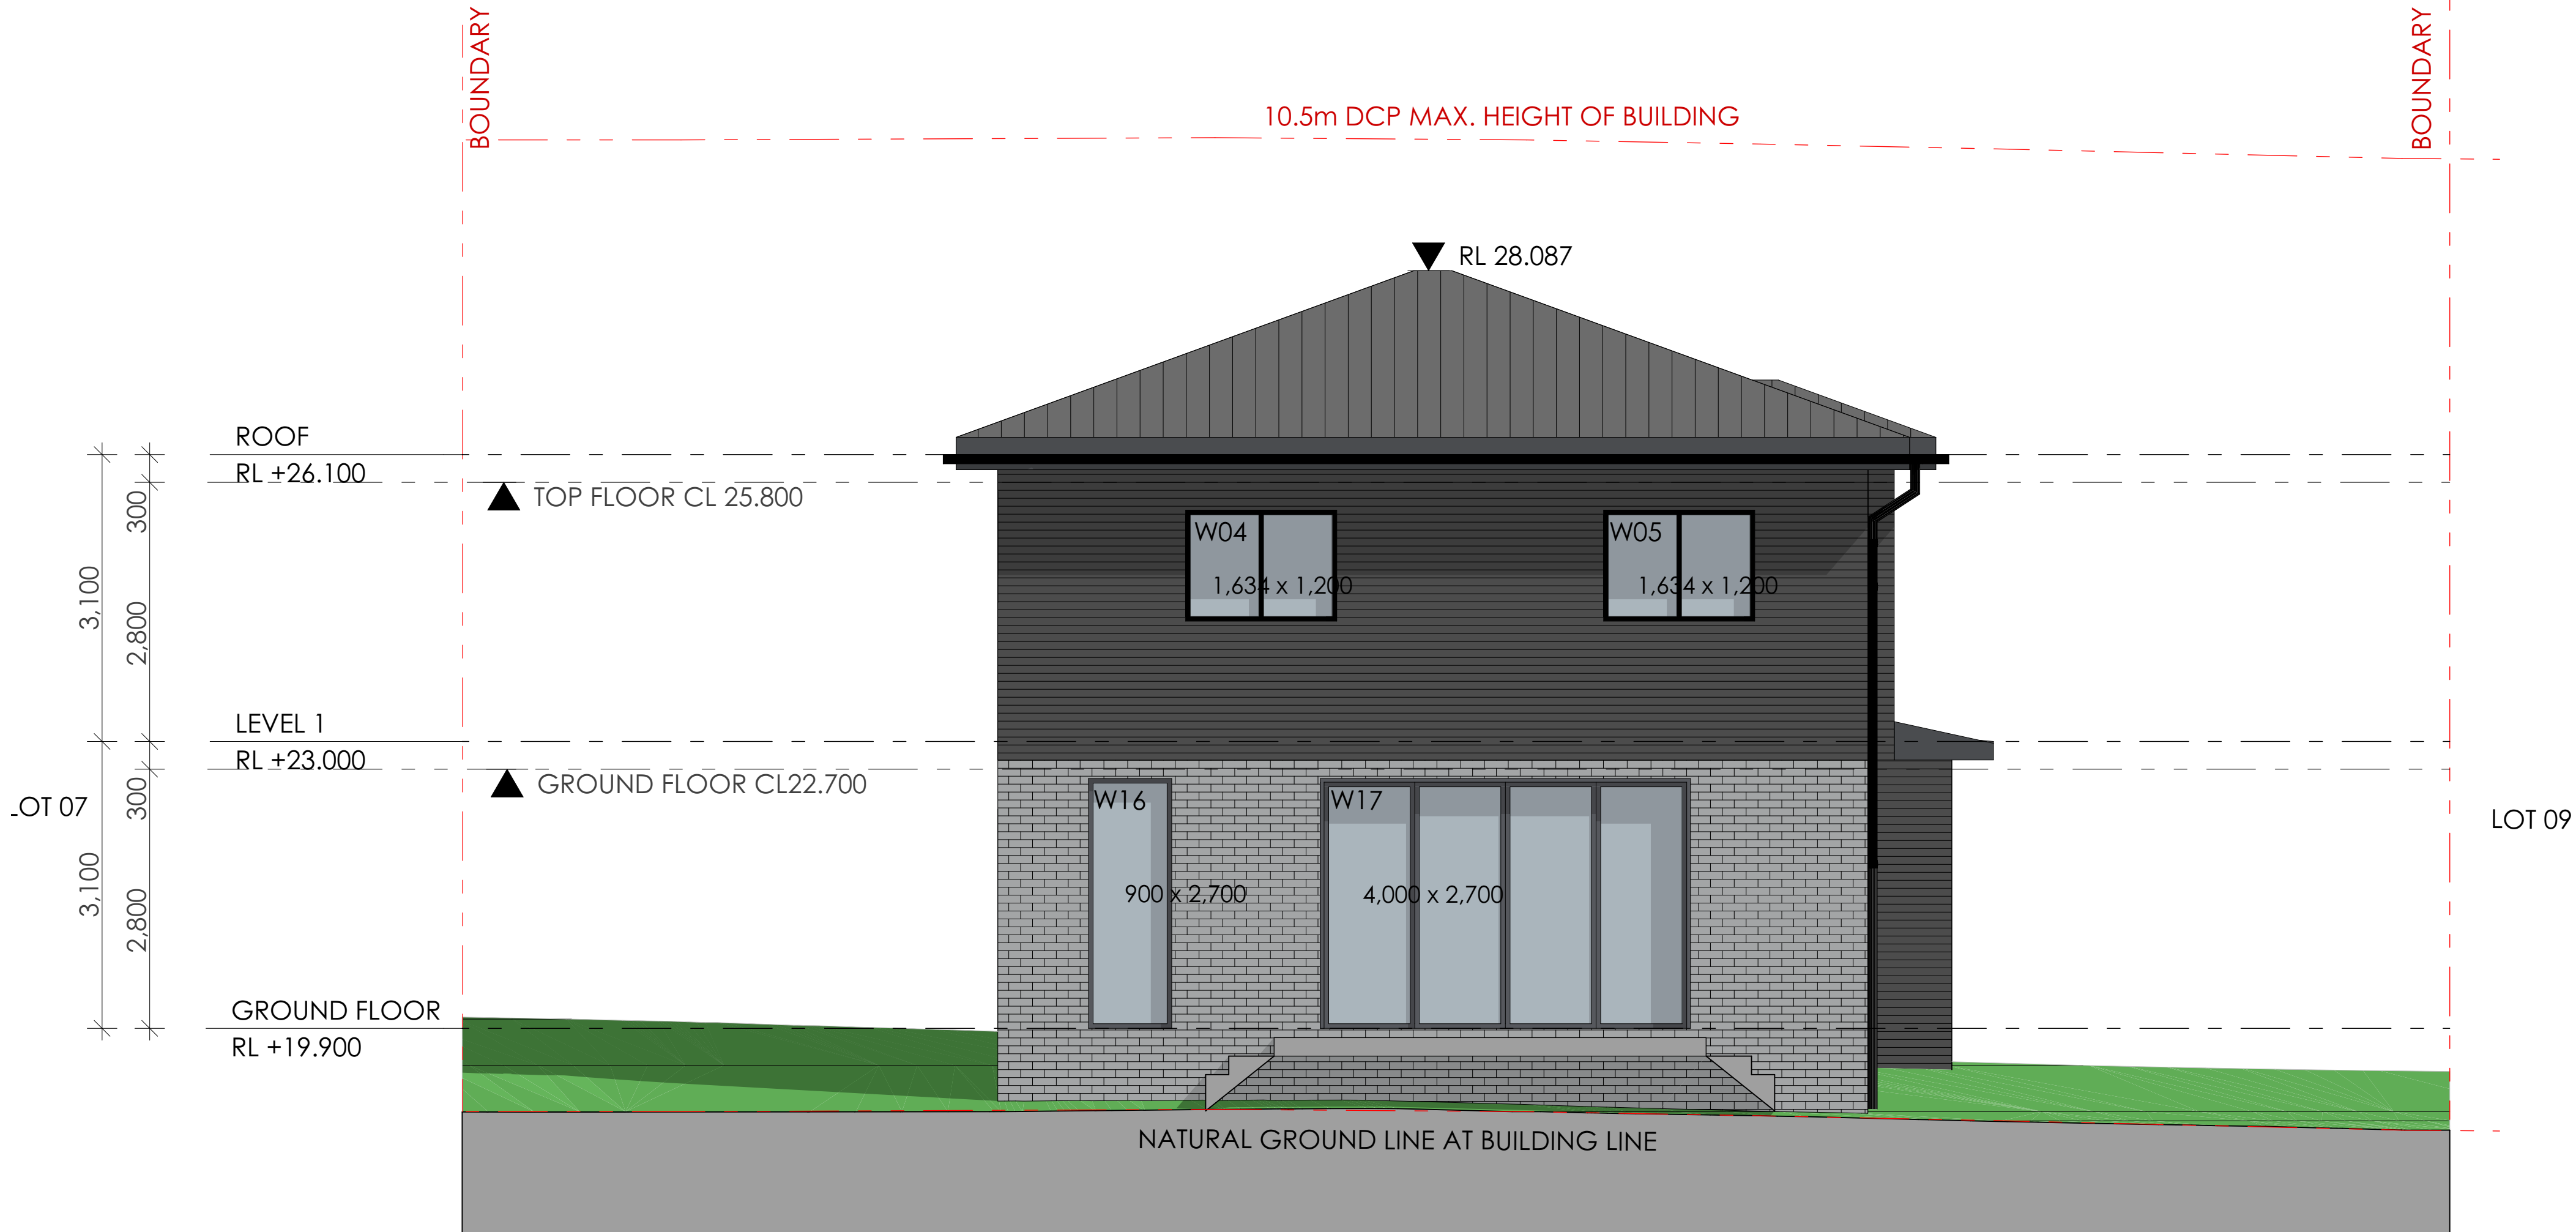 BOUNDARY
BOUNDARY
10.5m DCP MAX. HEIGHT OF BUILDING
RL 28.087
ROOF
RL +26.100
TOP FLOOR CL 25.800
300
W04
W05
1,634 x 1,200
1,634 x 1,200
3,100
2,800
LEVEL 1
RL +23.000
GROUND FLOOR CL22.700
300
W16
W17
LOT 07
LOT 09
900 x 2,700
4,000 x 2,700
3,100
2,800
GROUND FLOOR
RL +19.900
NATURAL GROUND LINE AT BUILDING LINE